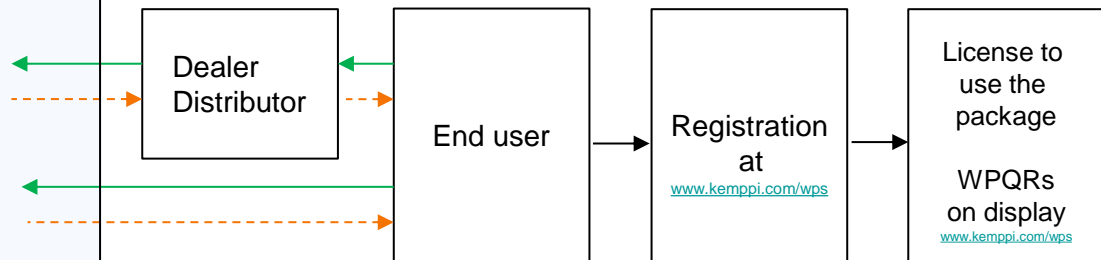 Dealer
Distributor
End user
Registration
at
www.kemppi.com/wps
License to
use the
package
WPQRs
on display
www.kemppi.com/wps